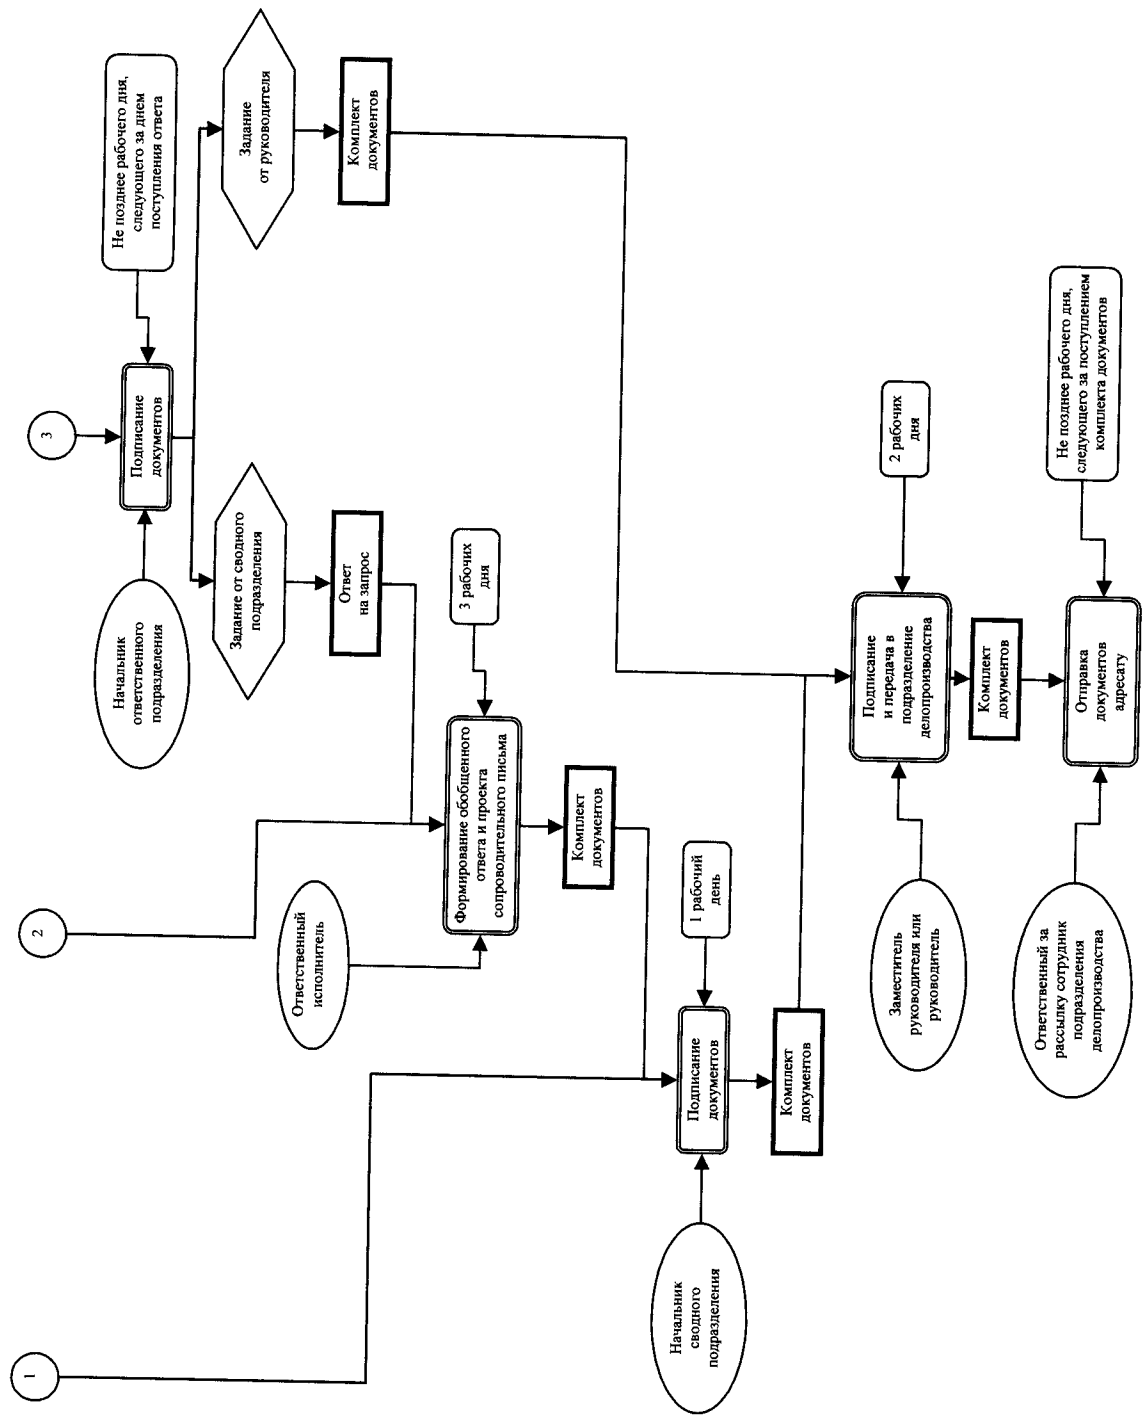 1
2
3
Начальник
ответственного
подразделения
Подписание
документов
Не позднее рабочего дня,
следующего за днем
поступления ответа
Задание от сводного
подразделения
Задание
от руководителя
Ответ
на запрос
Комплект
документов
Ответственный
исполнитель
Формирование обобщенного
ответа и проекта
сопроводительного письма
3 рабочих
дня
Комплект
документов
Начальник
сводного
подразделения
Подписание
документов
1 рабочий
день
Комплект
документов
Заместитель
руководителя или
руководитель
Подписание
и передача в
подразделение
делопроизводства
2 рабочих
дня
Комплект
документов
Ответственный за
рассылку сотрудник
подразделения
делопроизводства
Отправка
документов
адресату
Не позднее рабочего дня,
следующего за поступлением
комплекта документов